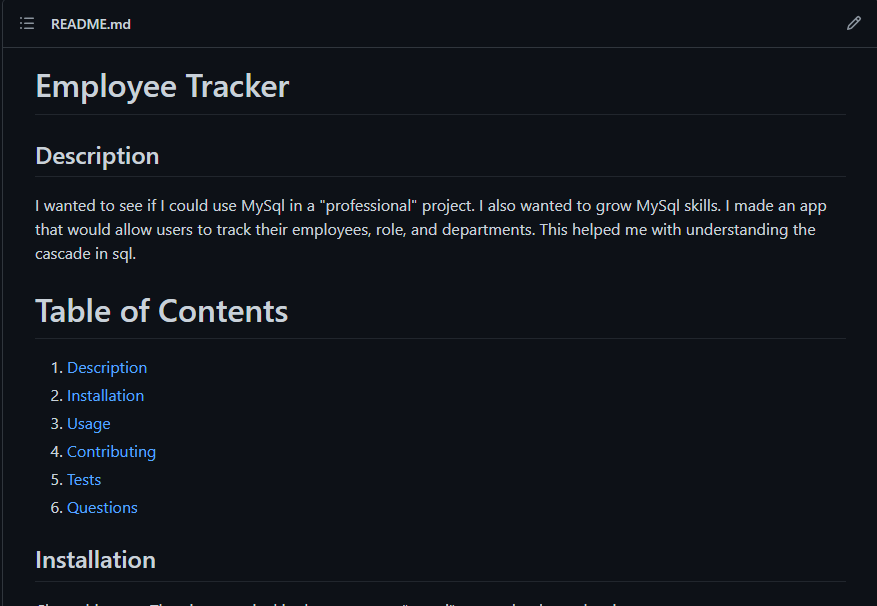 README.md
Employee Tracker
Description
I wanted to see if I could use MySql in a "professional" project. I also wanted to grow MySql skills. I made an app
that would allow users to track their employees, role, and departments. This helped me with understanding the
cascade in sql.
Table of Contents
1. Description
2. Installation
3. Usage
4. Contributing
5. Tests
6. Questions
Installation